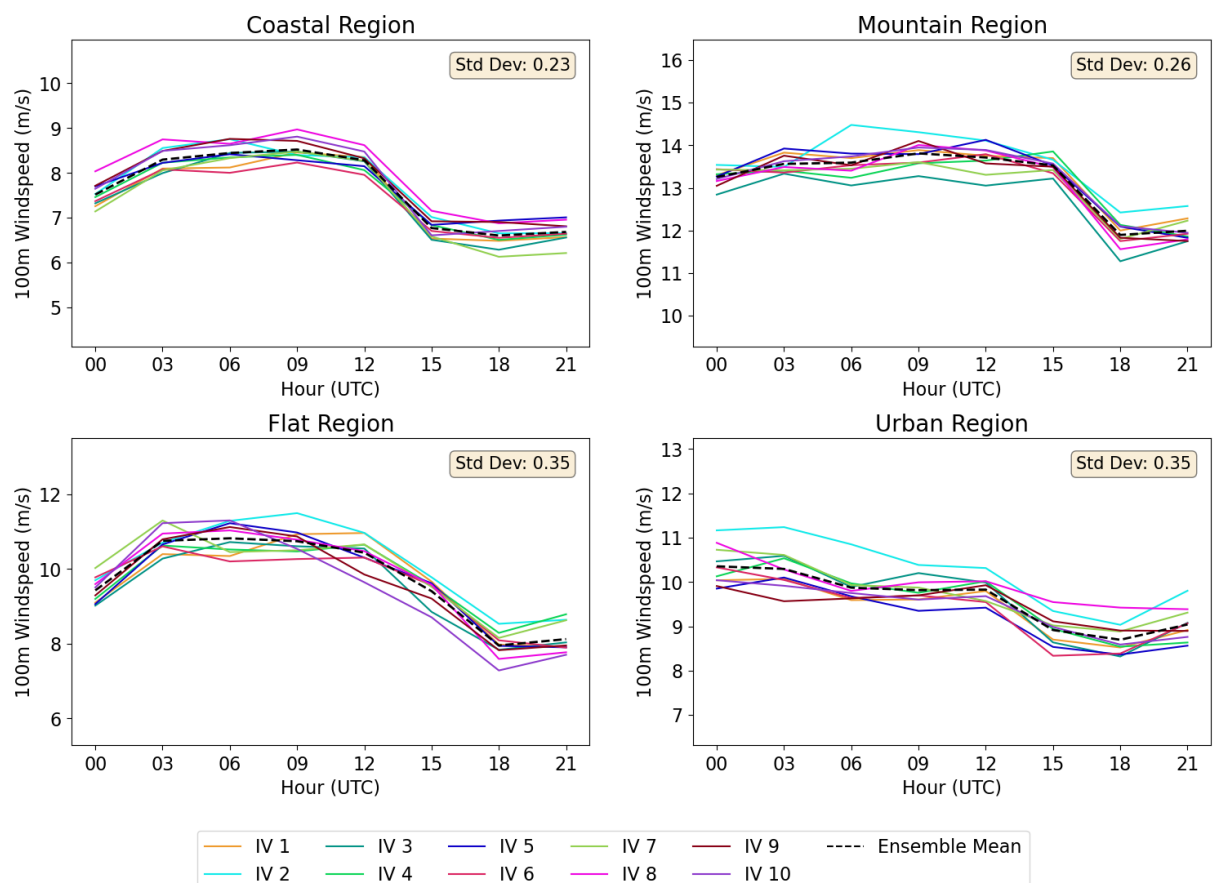 Coastal Region
Std Dev: 0.23
100m Windspeed (m/s)
10
9
8
7
6
5
00 03 06 09 12 15 18 21
Hour (UTC)
Mountain Region
Std Dev: 0.26
100m Windspeed (m/s)
16
15
14
13
12
11
10
00 03 06 09 12 15 18 21
Hour (UTC)
Flat Region
Std Dev: 0.35
100m Windspeed (m/s)
12
10
8
6
00 03 06 09 12 15 18 21
Hour (UTC)
Urban Region
Std Dev: 0.35
100m Windspeed (m/s)
13
12
11
10
9
8
7
00 03 06 09 12 15 18 21
Hour (UTC)
IV 1 IV 3 IV 5 IV 7 IV 9 Ensemble Mean
IV 2 IV 4 IV 6 IV 8 IV 10